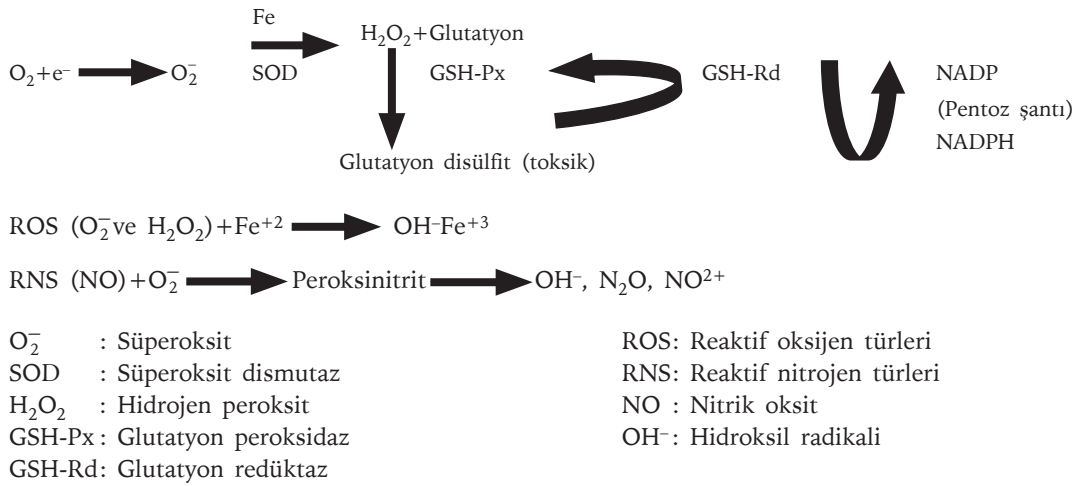 Fe
H₂O₂+Glutatyon
O₂+e⁻ O₂⁻ SOD GSH-Px GSH-Rd NADP
(Pentoz şantı)
NADPH
Glutatyon disülfit (toksik)
ROS (O₂⁻ve H₂O₂)+Fe⁺² OH⁻Fe⁺³
RNS (NO)+O₂⁻ Peroksinitrit OH⁻, N₂O, NO²⁺
O₂⁻ : Süperoksit
SOD : Süperoksit dismutaz
H₂O₂ : Hidrojen peroksit
GSH-Px : Glutatyon peroksidaz
GSH-Rd: Glutatyon redüktaz
ROS: Reaktif oksijen türleri
RNS: Reaktif nitrojen türleri
NO : Nitrik oksit
OH⁻: Hidroksil radikali